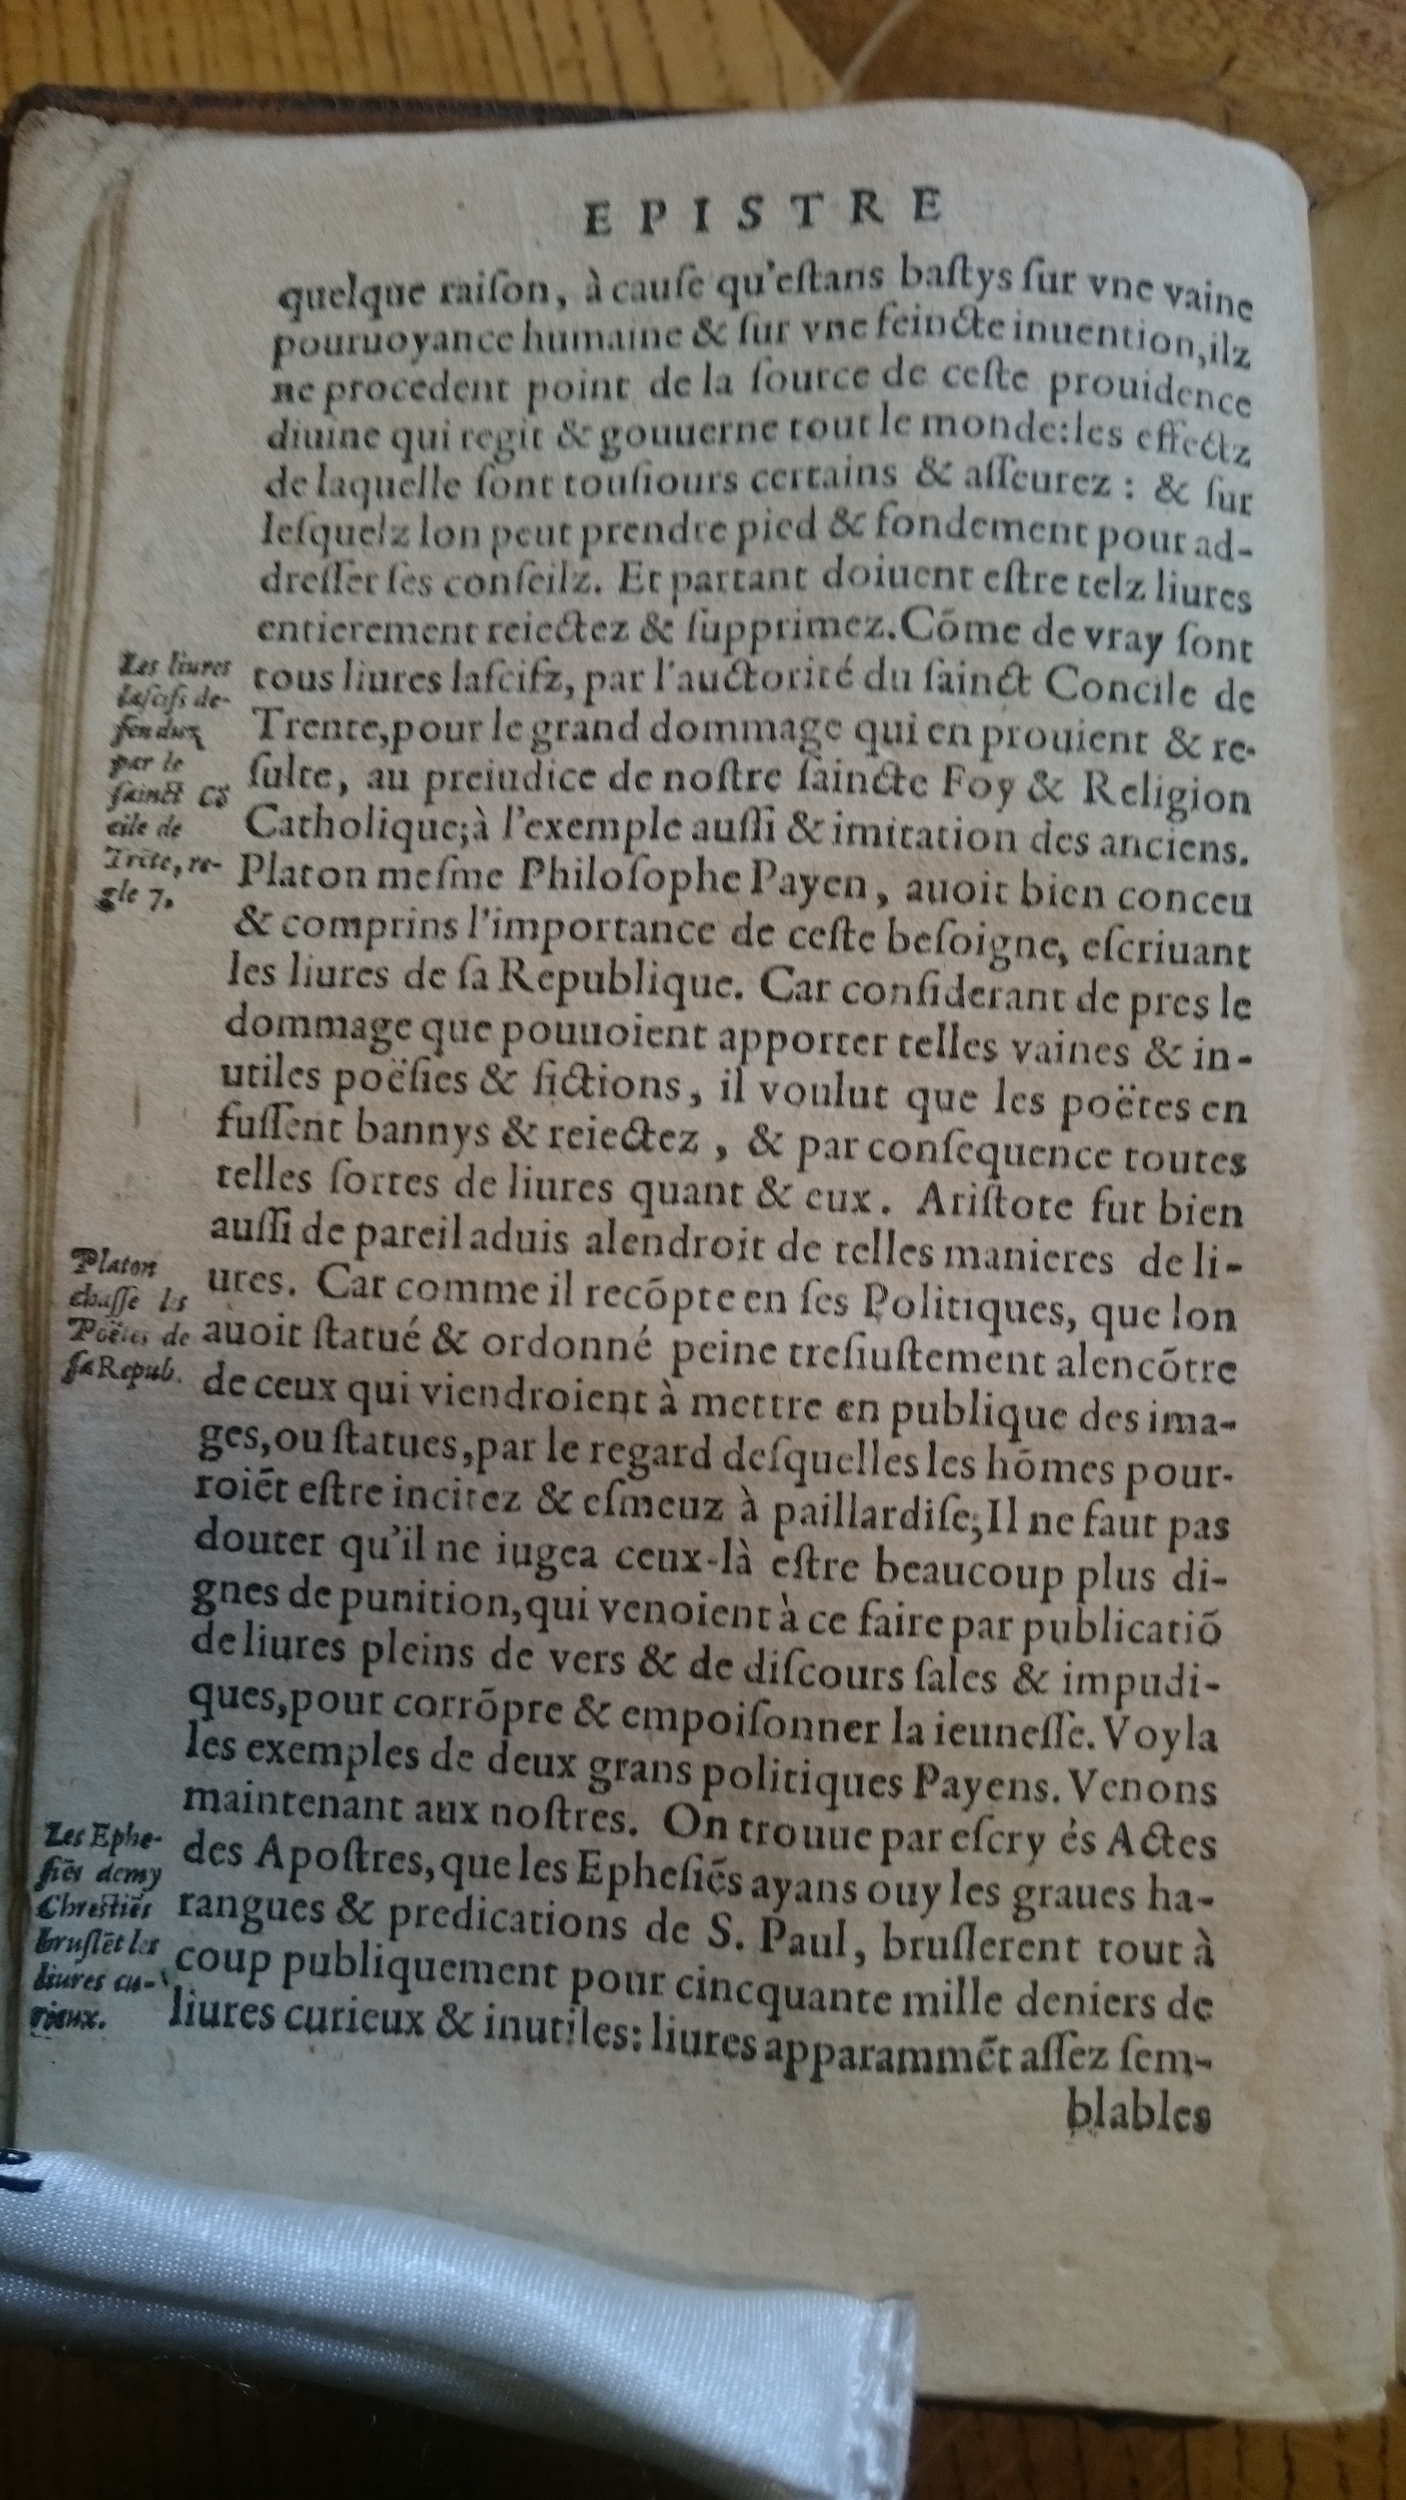 EPISTRE
quelque raiſon, à cauſe qu'eſtans baſtys ſur vne vaine
pouruoyance humaine & ſur vne feincte inuention, ilz
ne procedent point de la ſource de ceſte prouidence
diuine qui regit & gouuerne tout le monde: les effectz
de laquelle ſont touſiours certains & aſſeurez : & ſur
leſquelz lon peut prendre pied & fondement pour ad-
dreſſer ſes conſeilz. Et partant doiuent eſtre telz liures
entierement reiectez & ſupprimez. Cõme de vray ſont
tous liures laſcifz, par l'auctorité du ſainct Concile de
Trente, pour le grand dommage qui en prouient & re-
ſulte, au preiudice de noſtre ſaincte Foy & Religion
Catholique; à l'exemple auſſi & imitation des anciens.
Platon meſme Philoſophe Payen, auoit bien conceu
& comprins l'importance de ceſte beſoigne, eſcriuant
les liures de ſa Republique. Car conſiderant de pres le
dommage que pouuoient apporter telles vaines & in-
utiles poëſies & fictions, il voulut que les poëtes en
fuſſent bannys & reiectez, & par conſequence toutes
telles ſortes de liures quant & eux. Ariſtote fut bien
auſſi de pareil aduis alendroit de telles manieres de li-
ures. Car comme il recõpte en ſes Politiques, que lon
auoit ſtatué & ordonné peine treſiuſtement alencõtre
de ceux qui viendroient à mettre en publique des ima-
ges, ou ſtatues, par le regard deſquelles les hõmes pour-
roiẽt eſtre incitez & eſmeuz à paillardiſe; Il ne faut pas
douter qu'il ne iugea ceux-là eſtre beaucoup plus di-
gnes de punition, qui venoient à ce faire par publicatiõ
de liures pleins de vers & de diſcours ſales & impudi-
ques, pour corrõpre & empoiſonner la ieuneſſe. Voyla
les exemples de deux grans politiques Payens. Venons
maintenant aux noſtres. On trouue par eſcry és Actes
des Apoſtres, que les Epheſiẽs ayans ouy les graues ha-
rangues & predications de S. Paul, bruſlerent tout à
coup publiquement pour cincquante mille deniers de
liures curieux & inutiles: liures apparammẽt aſſez ſem-
blables
Les liures
laſcifs de-
fenduz
par le
ſainct Cõ
cile de
Trẽte, re-
gle 7.
Platon
chaſſe les
Poëtes de
ſa Repub.
Les Ephe-
ſiẽs demy
Chreſtiẽs
bruſlẽt les
liures cu-
rieux.